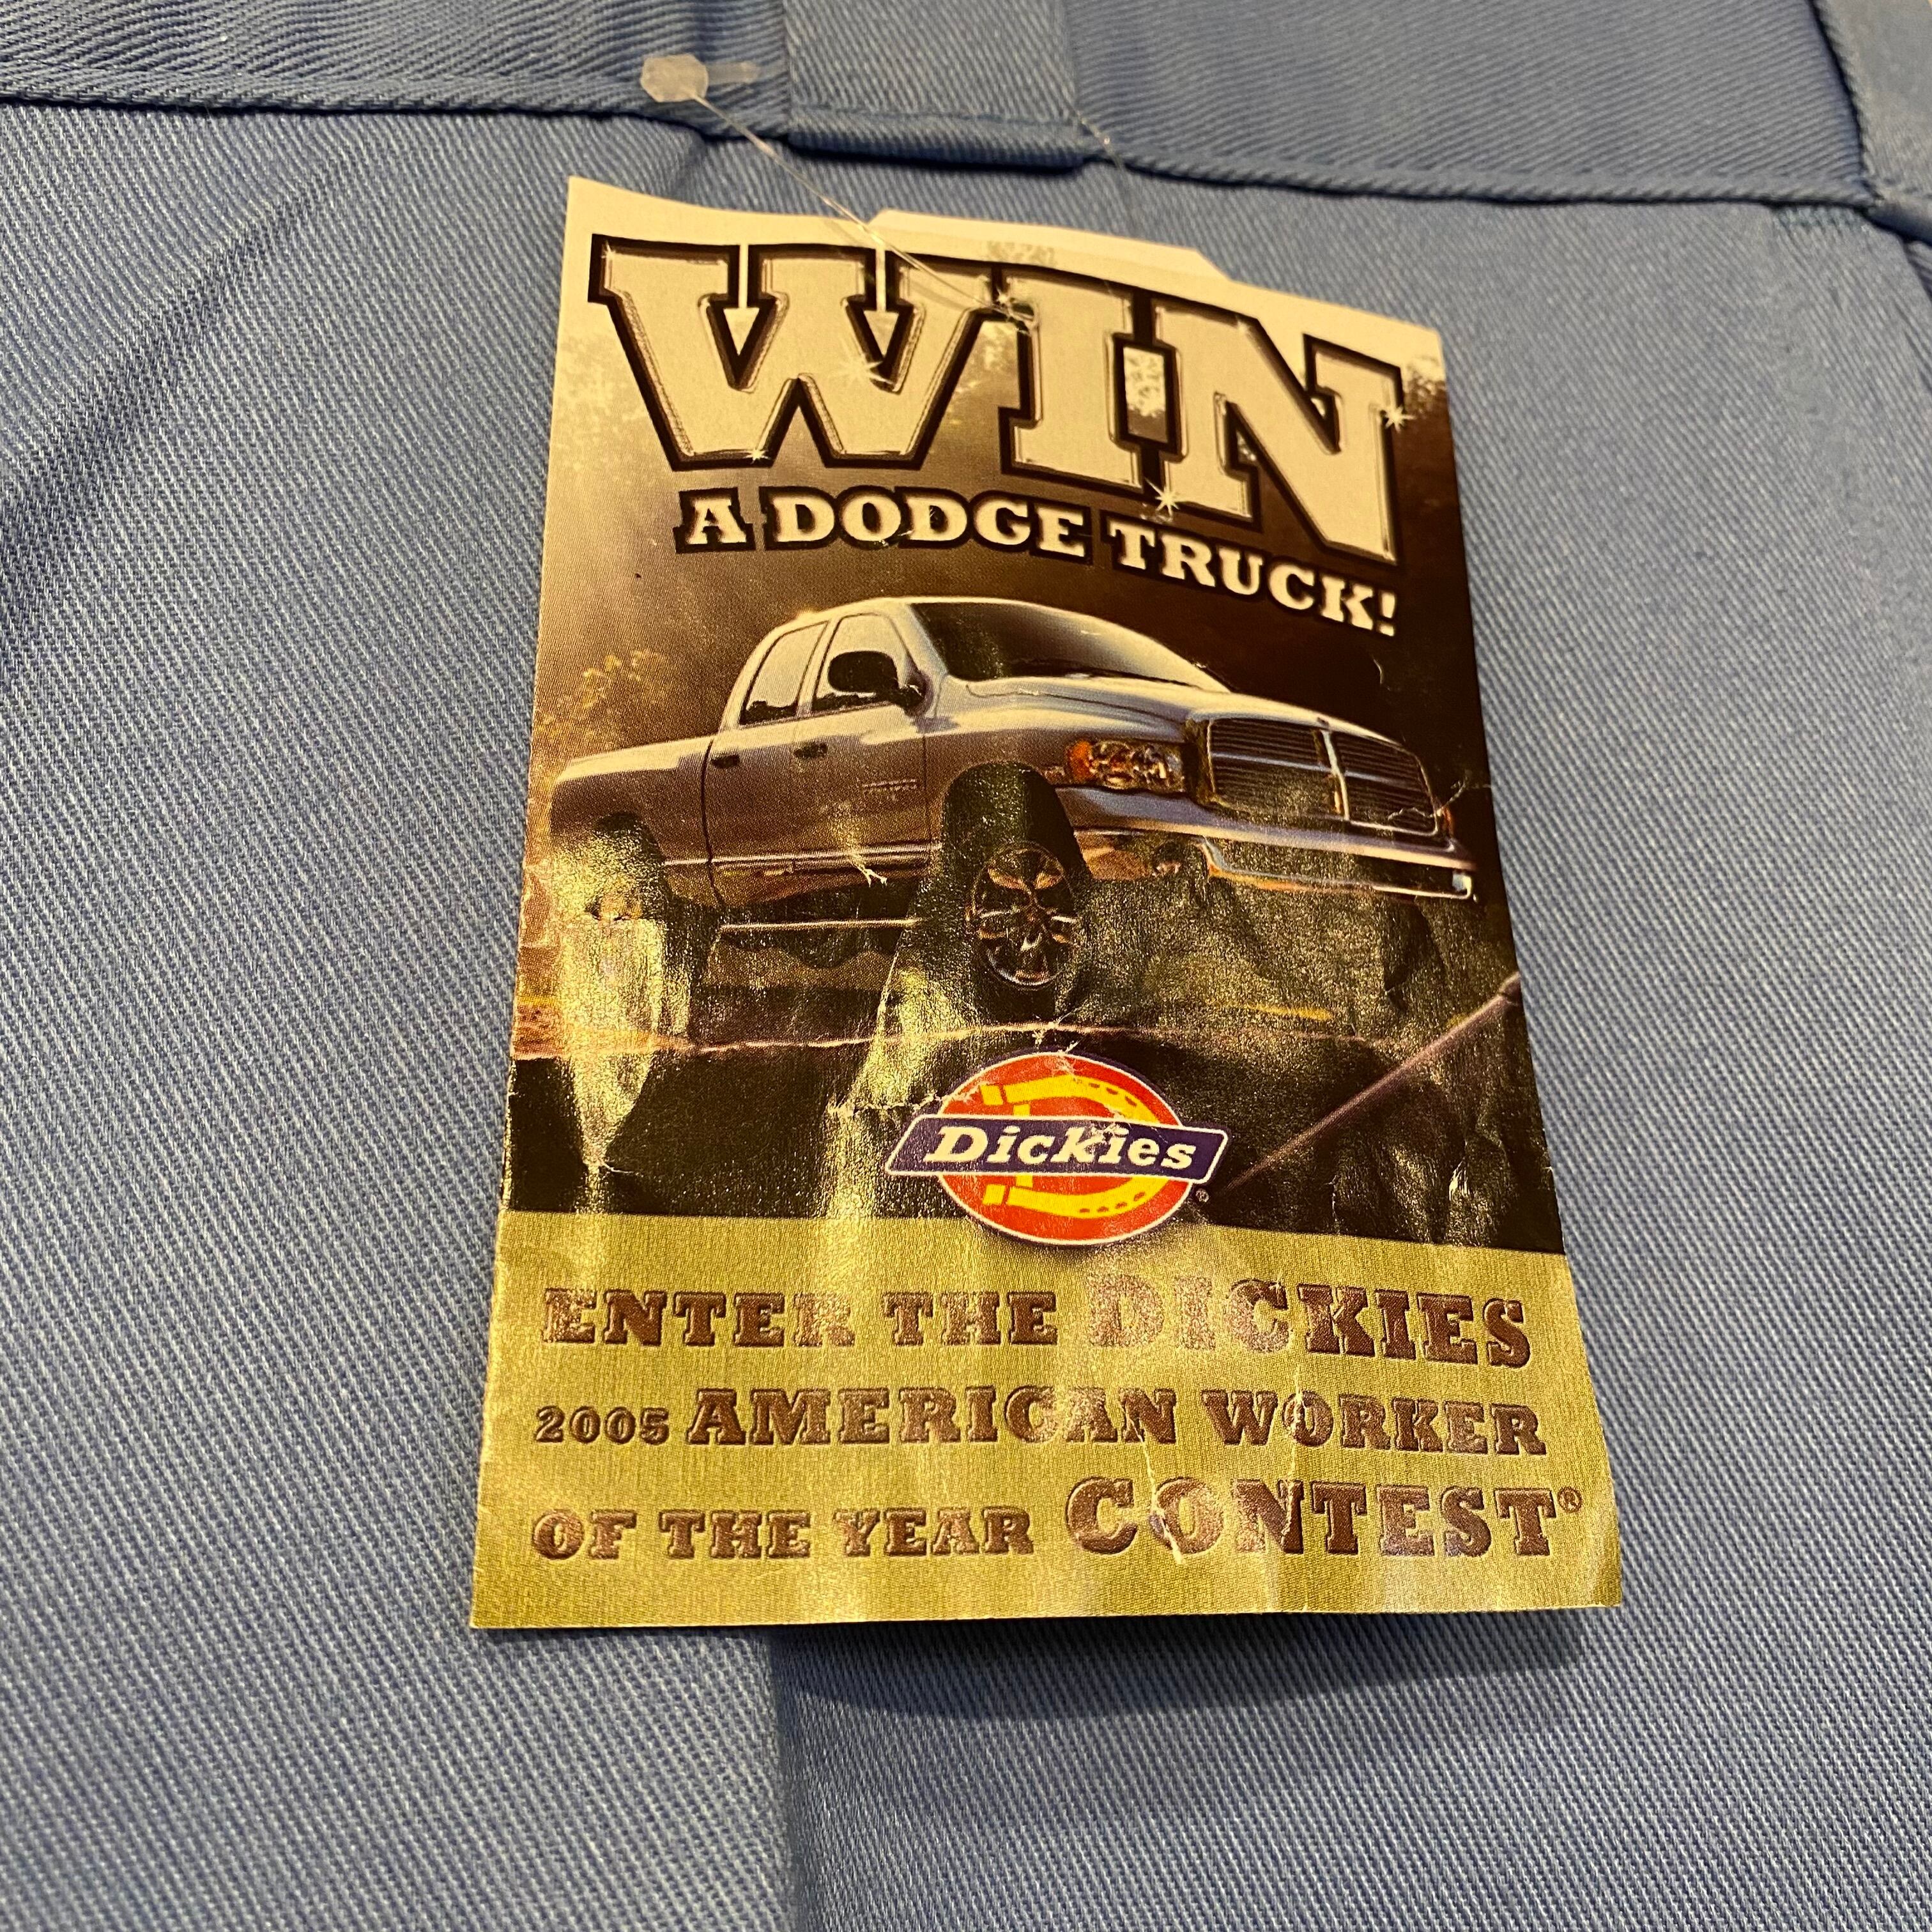 WIN
A DODGE TRUCK!
Dickies®
ENTER THE DICKIES
2005 AMERICAN WORKER
OF THE YEAR CONTEST®